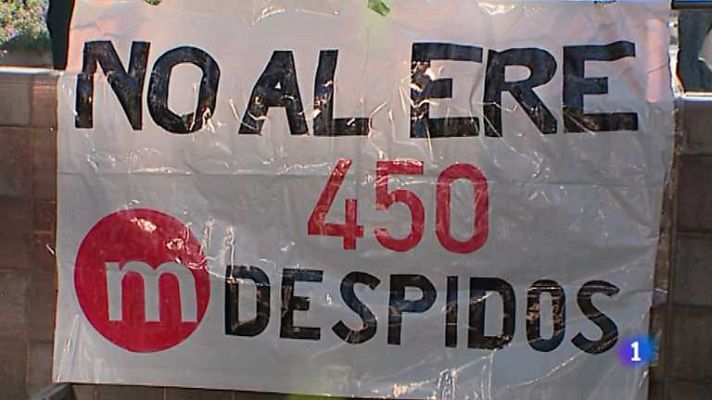 NO AL ERE
450
m DESPIDOS
1